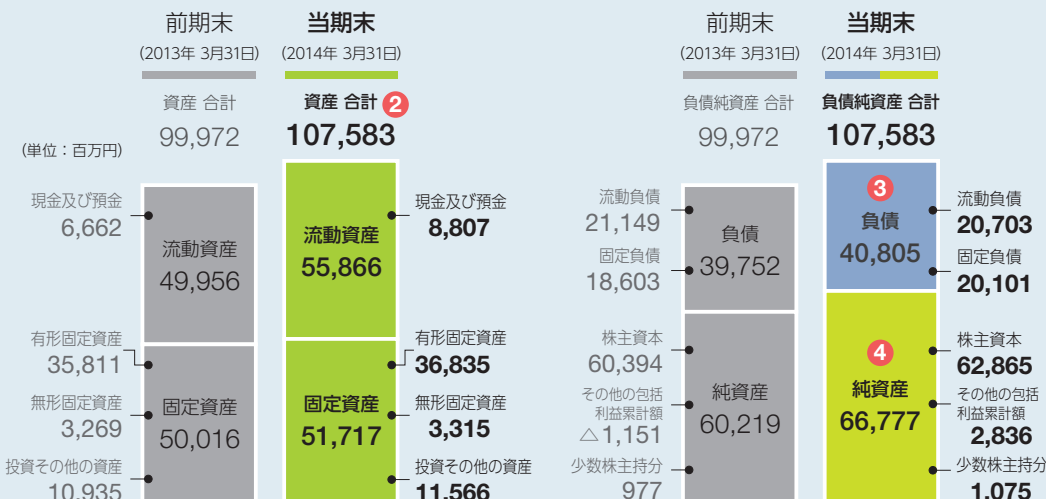 前期末
(2013年 3月31日)
資産 合計
99,972
当期末
(2014年 3月31日)
資産 合計 2
107,583
(単位：百万円)
現金及び預金
6,662
流動資産
49,956
有形固定資産
35,811
無形固定資産
3,269
固定資産
50,016
投資その他の資産
10,935
流動資産
55,866
現金及び預金
8,807
固定資産
51,717
有形固定資産
36,835
無形固定資産
3,315
投資その他の資産
11,566
前期末
(2013年 3月31日)
負債純資産 合計
99,972
当期末
(2014年 3月31日)
負債純資産 合計
107,583
流動負債
21,149
固定負債
18,603
負債
39,752
株主資本
60,394
その他の包括
利益累計額
△1,151
少数株主持分
977
純資産
60,219
3
負債
40,805
流動負債
20,703
固定負債
20,101
4
純資産
66,777
株主資本
62,865
その他の包括
利益累計額
2,836
少数株主持分
1,075